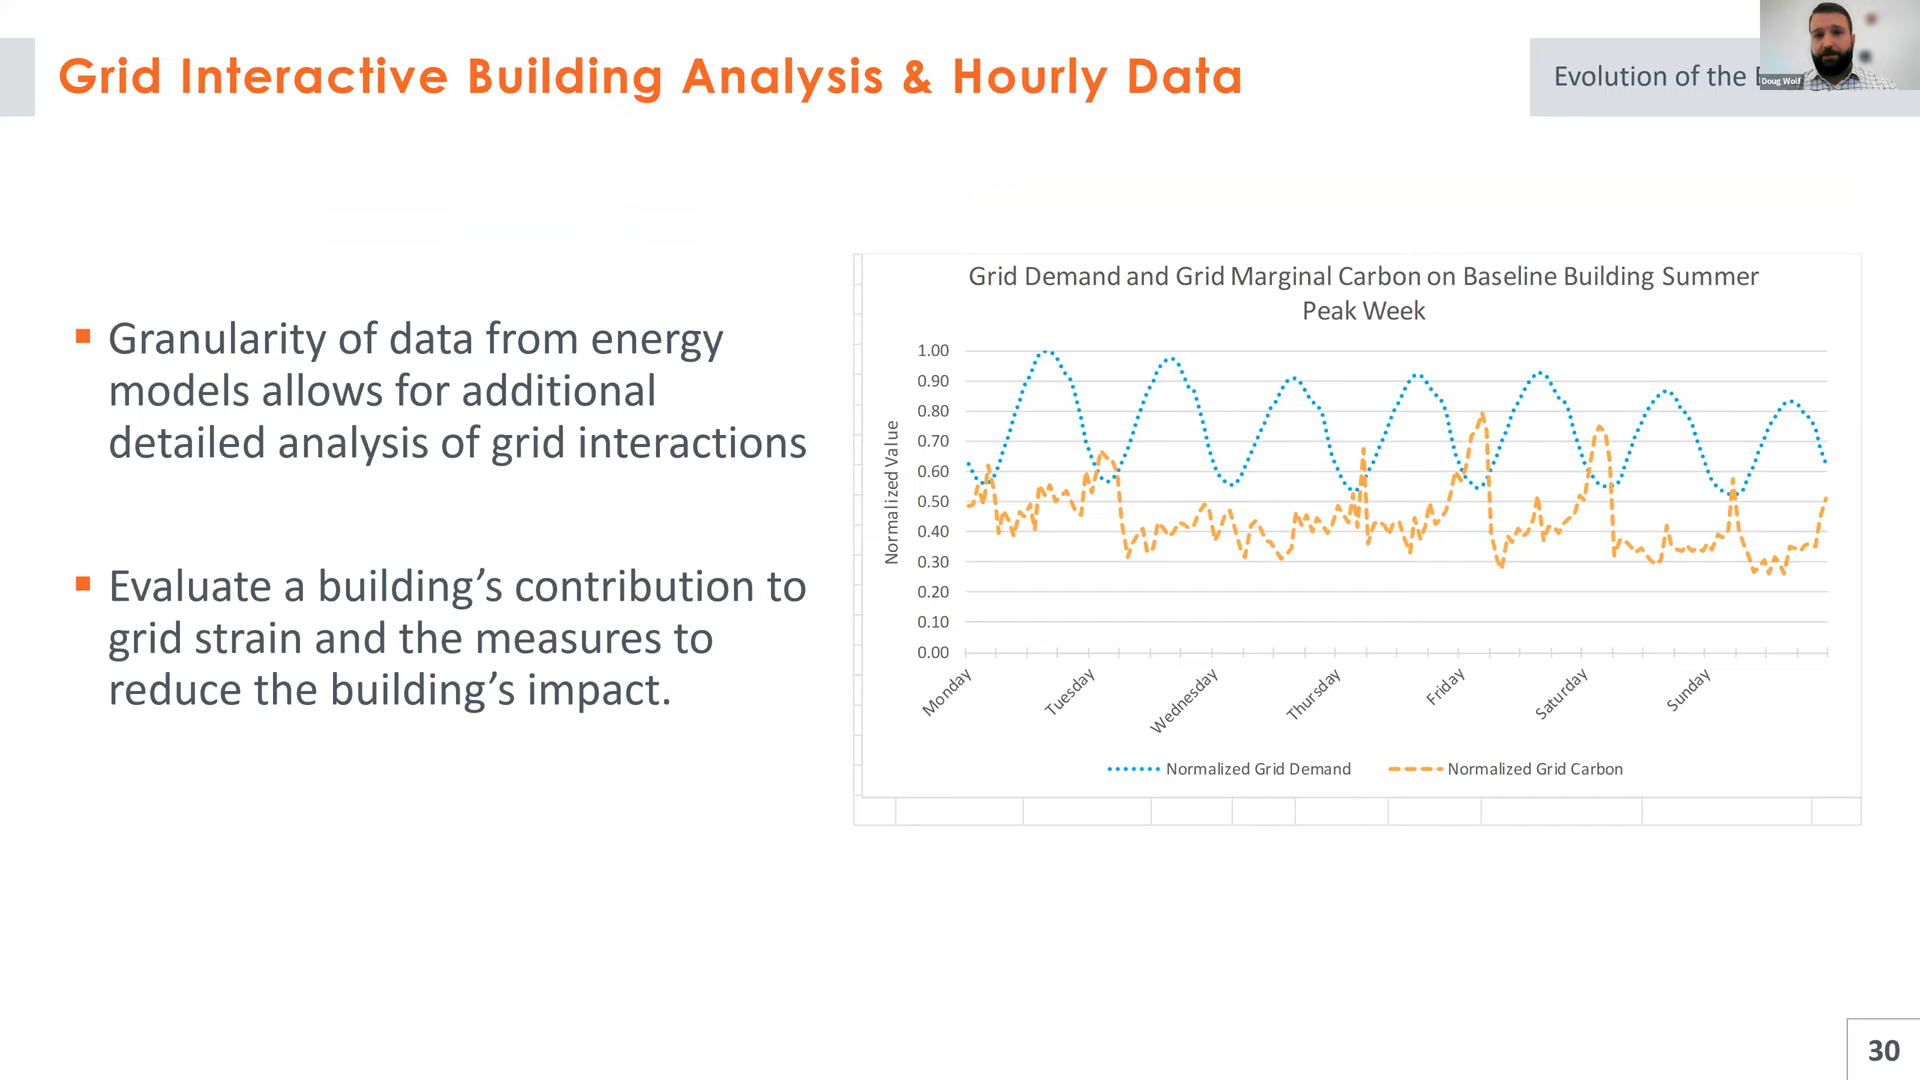 Grid Interactive Building Analysis & Hourly Data
Evolution of the
Doug Wolf
Granularity of data from energy
models allows for additional
detailed analysis of grid interactions
Evaluate a building’s contribution to
grid strain and the measures to
reduce the building’s impact.
Grid Demand and Grid Marginal Carbon on Baseline Building Summer
Peak Week
Normalized Value
1.00
0.90
0.80
0.70
0.60
0.50
0.40
0.30
0.20
0.10
0.00
Monday
Tuesday
Wednesday
Thursday
Friday
Saturday
Sunday
Normalized Grid Demand
Normalized Grid Carbon
30